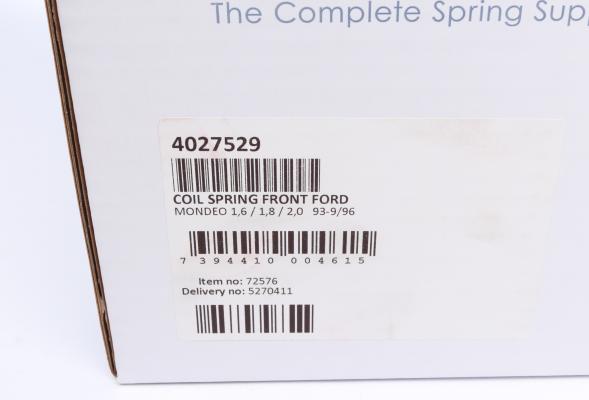 The Complete Spring
4027529
COIL SPRING FRONT FORD
MONDEO 1,6 / 1,8 / 2,0 93-9/96
7 394410 004615
Item no: 72576
Delivery no: 5270411